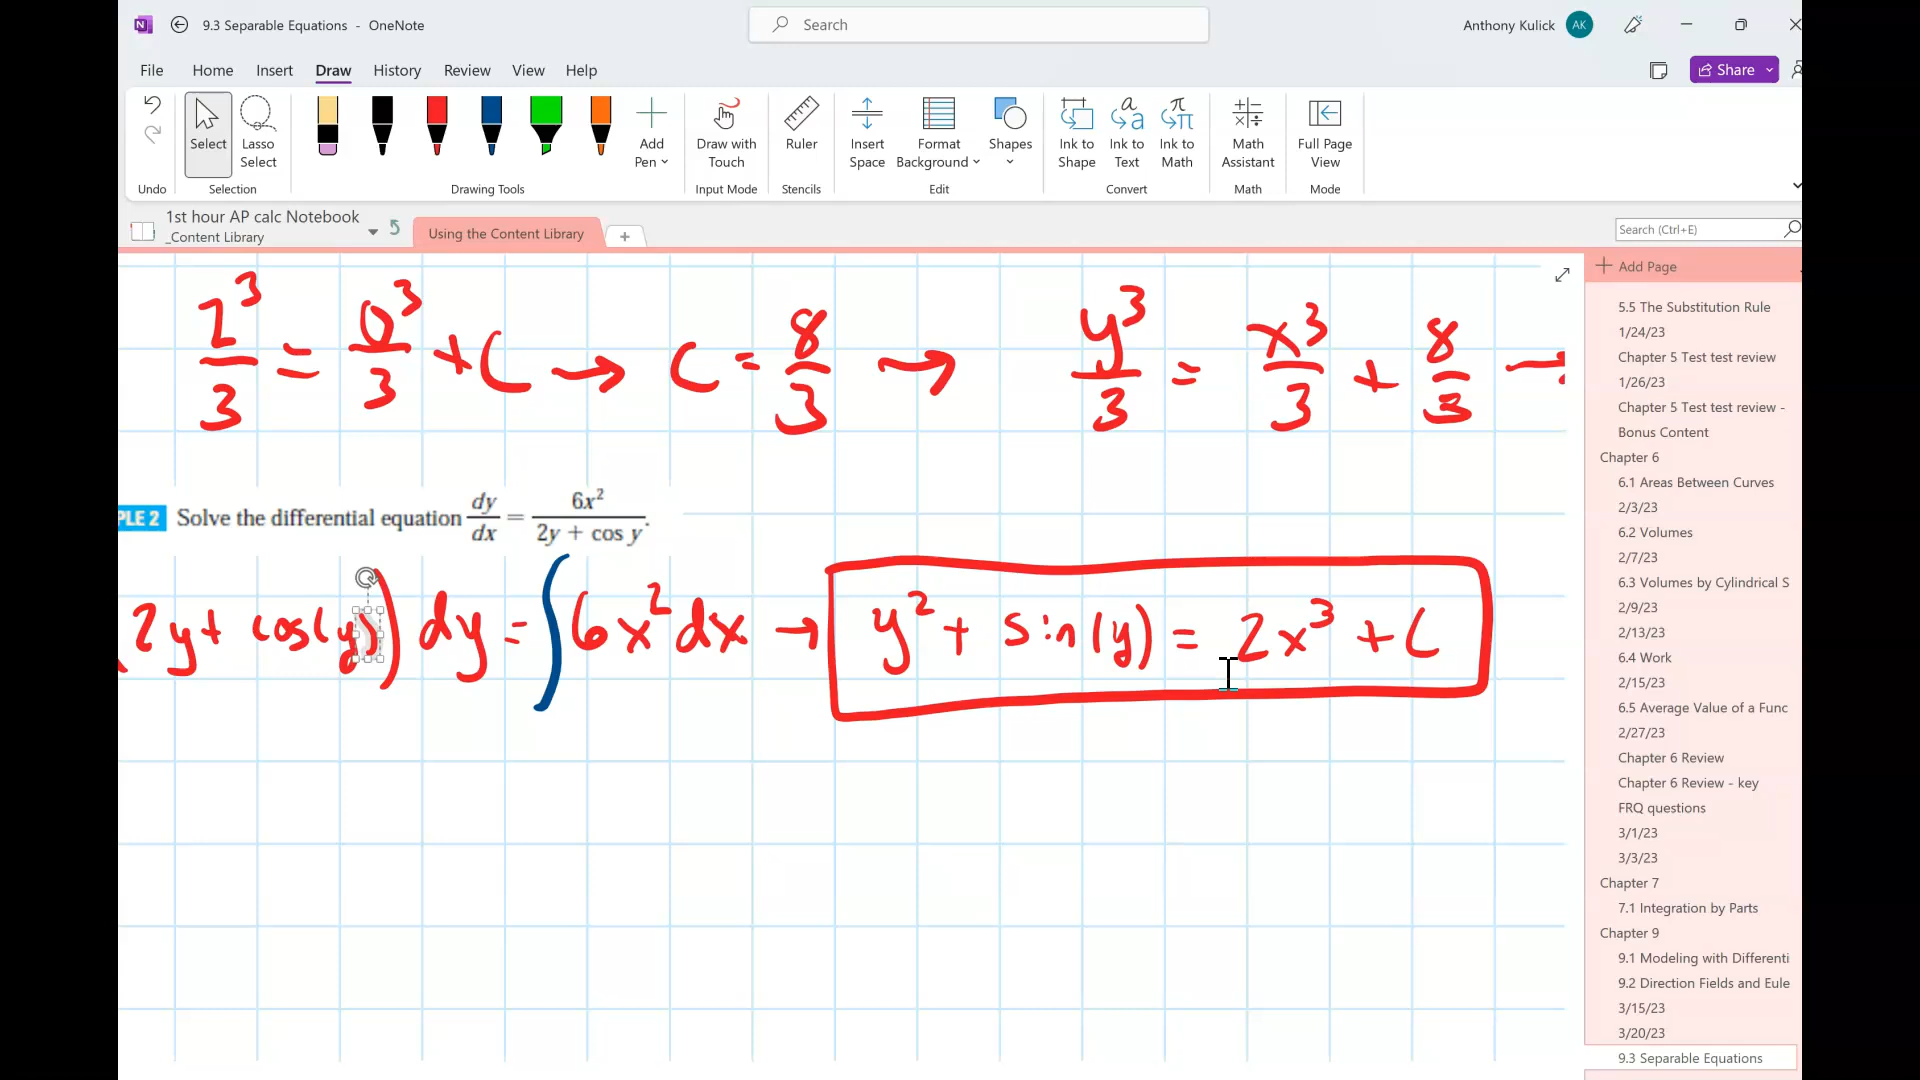 9.3 Separable Equations - OneNote
Search
Anthony Kulick AK
File Home Insert Draw History Review View Help
Share
Undo
Select
Lasso Select
Selection
Drawing Tools
Add Pen
Draw with Touch
Input Mode
Ruler
Stencils
Insert Space
Format Background
Shapes
Edit
Ink to Shape
Ink to Text
Ink to Math
Convert
Math Assistant
Math
Full Page View
Mode
1st hour AP calc Notebook
_Content Library
Using the Content Library
Search (Ctrl+E)
2³/3 = 0³/3 + C → C = 8/3 → y³/3 = x³/3 + 8/3 →
PLE 2 Solve the differential equation dy/dx = 6x²/(2y + cos y).
2y + cos(y)) dy = ∫ 6x² dx → y² + sin(y) = 2x³ + C
Add Page
5.5 The Substitution Rule
1/24/23
Chapter 5 Test test review
1/26/23
Chapter 5 Test test review -
Bonus Content
Chapter 6
6.1 Areas Between Curves
2/3/23
6.2 Volumes
2/7/23
6.3 Volumes by Cylindrical S
2/9/23
2/13/23
6.4 Work
2/15/23
6.5 Average Value of a Func
2/27/23
Chapter 6 Review
Chapter 6 Review - key
FRQ questions
3/1/23
3/3/23
Chapter 7
7.1 Integration by Parts
Chapter 9
9.1 Modeling with Differenti
9.2 Direction Fields and Eule
3/15/23
3/20/23
9.3 Separable Equations